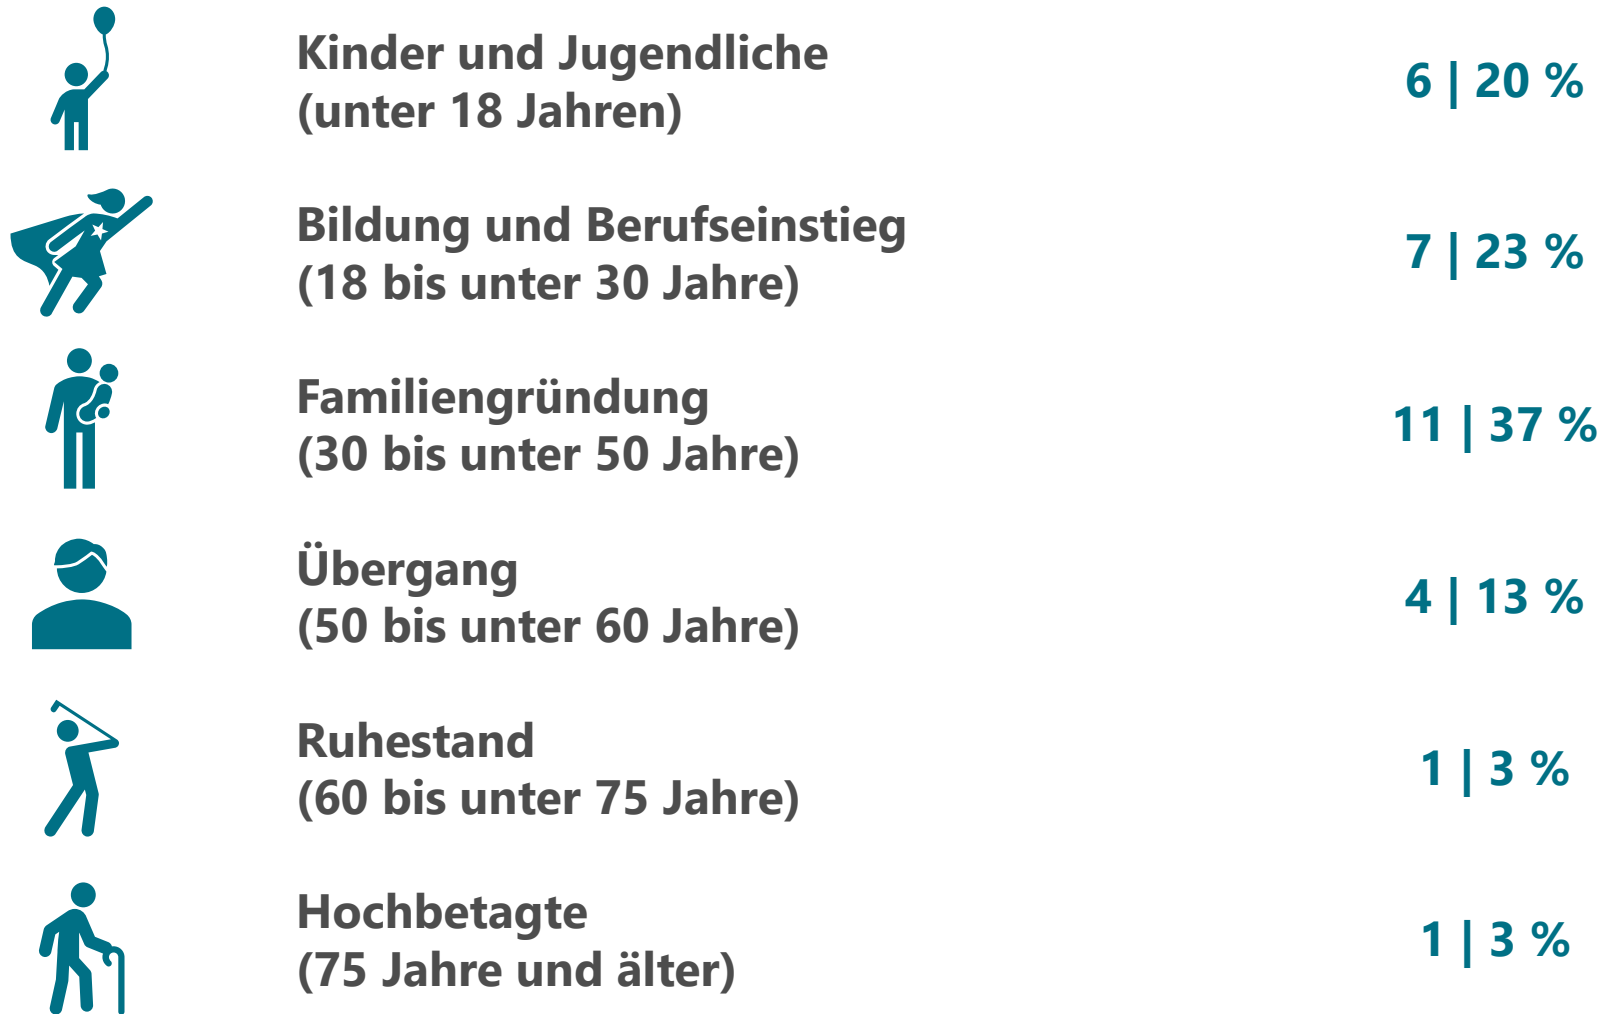 Kinder und Jugendliche
(unter 18 Jahren)
6 | 20 %
Bildung und Berufseinstieg
(18 bis unter 30 Jahre)
7 | 23 %
Familiengründung
(30 bis unter 50 Jahre)
11 | 37 %
Übergang
(50 bis unter 60 Jahre)
4 | 13 %
Ruhestand
(60 bis unter 75 Jahre)
1 | 3 %
Hochbetagte
(75 Jahre und älter)
1 | 3 %